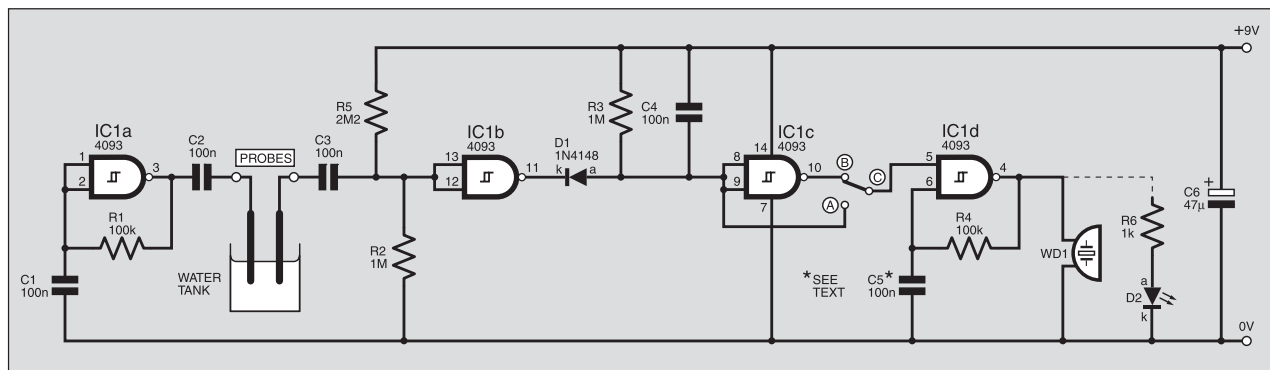 +9V
IC1a
4093
1
2
3
R1
100k
C1
100n
C2
100n
PROBES
C3
100n
WATER
TANK
R5
2M2
R2
1M
IC1b
4093
13
12
11
D1
1N4148
k
a
R3
1M
C4
100n
IC1c
4093
14
8
9
10
7
B
C
A
IC1d
4093
5
6
4
R4
100k
*SEE
TEXT
C5*
100n
WD1
R6
1k
a
D2
k
C6
47µ
+
0V